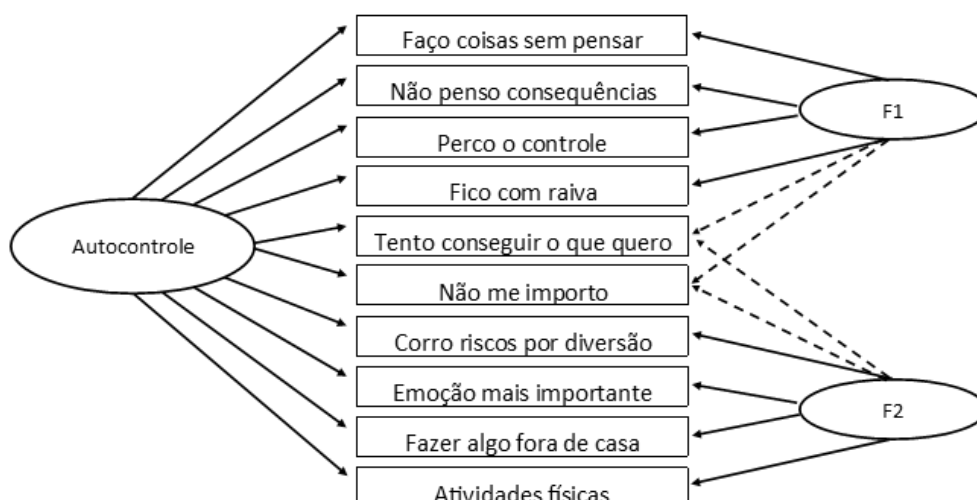 Faço coisas sem pensar
Não penso consequências
F1
Perco o controle
Fico com raiva
Tento conseguir o que quero
Autocontrole
Não me importo
Corro riscos por diversão
Emoção mais importante
F2
Fazer algo fora de casa
Atividades físicas